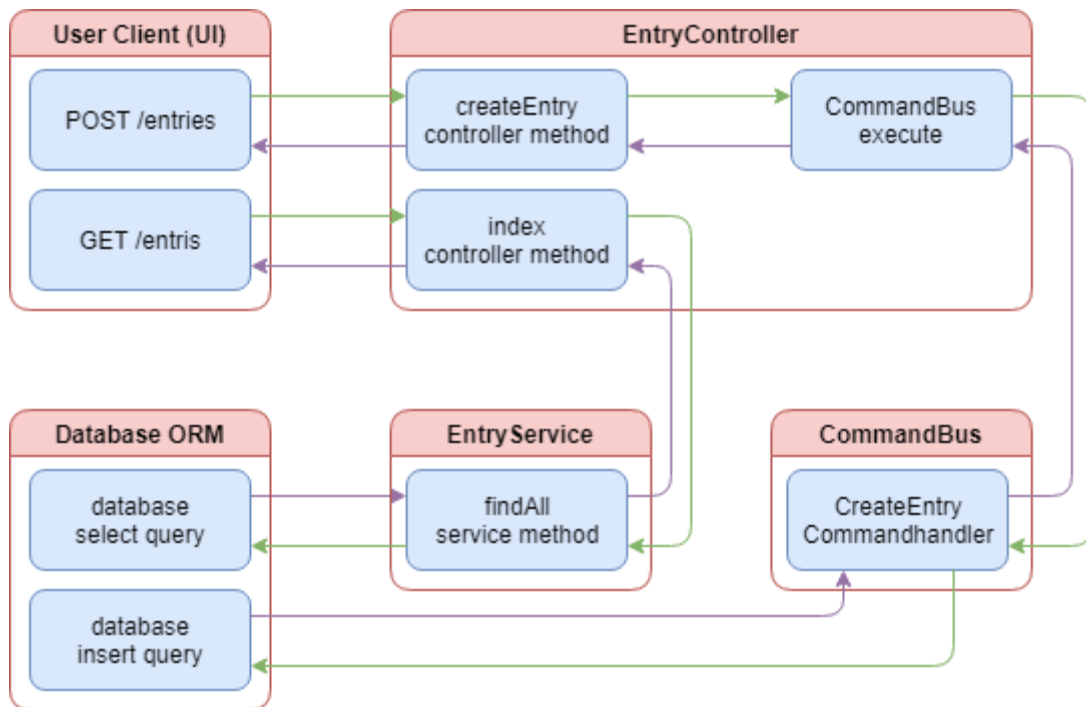 User Client (UI)
POST /entries
GET /entris
EntryController
createEntry
controller method
CommandBus
execute
index
controller method
Database ORM
database
select query
database
insert query
EntryService
findAll
service method
CommandBus
CreateEntry
Commandhandler